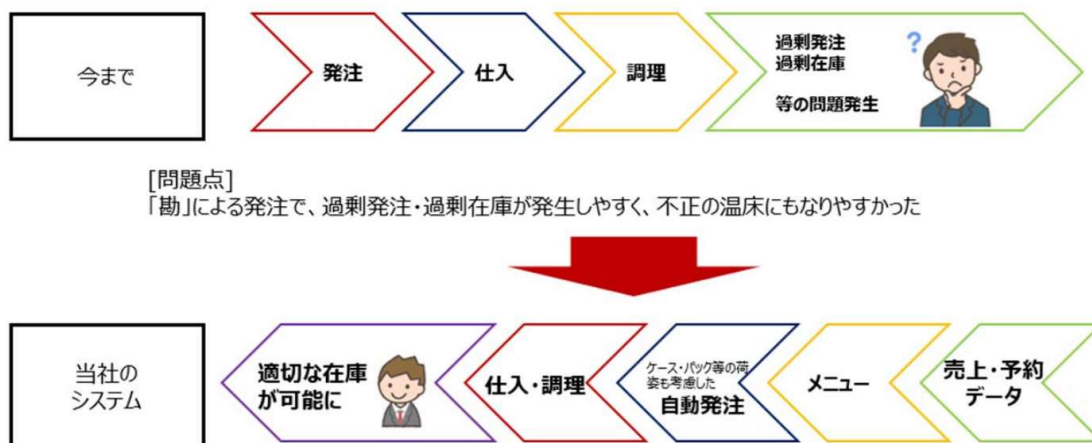 今まで
発注
仕入
調理
過剰発注
過剰在庫
等の問題発生
?
[問題点]
「勘」による発注で、過剰発注・過剰在庫が発生しやすく、不正の温床にもなりやすかった
当社の
システム
適切な在庫
が可能に
仕入・調理
ケース・パック等の荷
姿も考慮した
自動発注
メニュー
売上・予約
データ